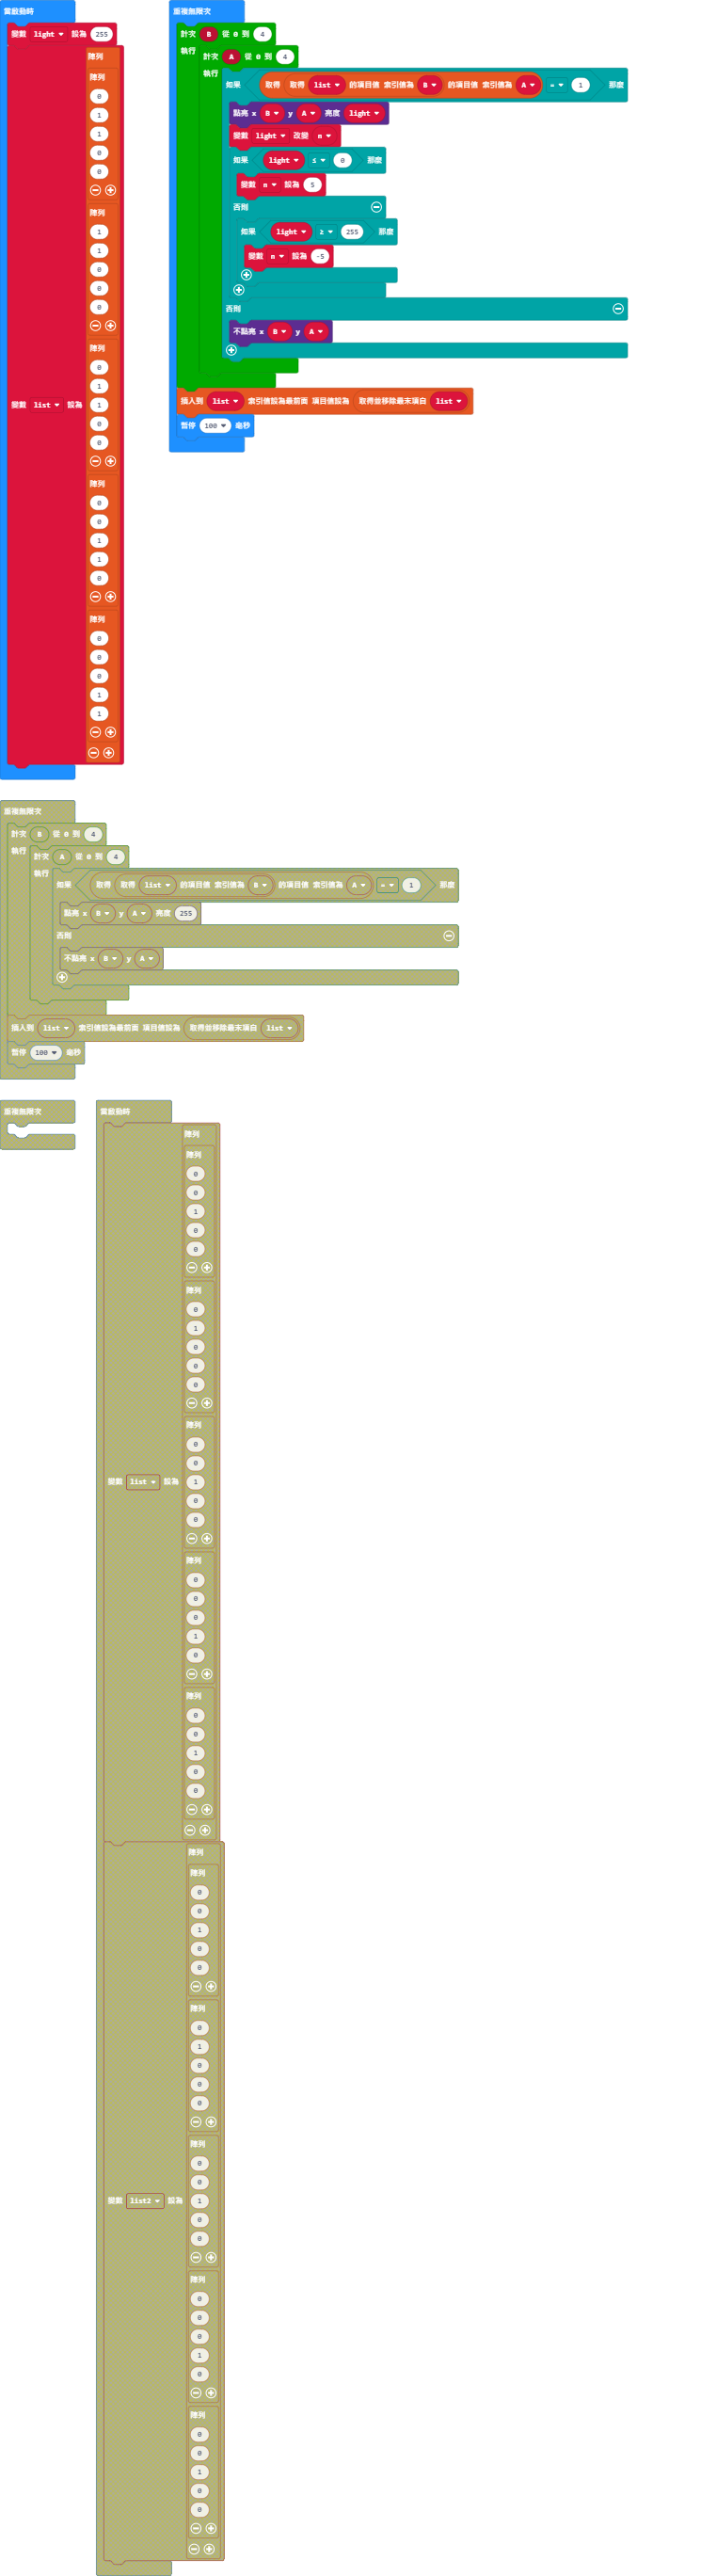 當啟動時
變數 light 設為 255
變數 list 設為
陣列
陣列
0
1
1
0
0
陣列
1
1
0
0
0
陣列
0
1
1
0
0
陣列
0
0
1
1
0
陣列
0
0
0
1
1
重複無限次
計次 B 從 0 到 4
執行
計次 A 從 0 到 4
執行
如果 取得 取得 list 的項目值 索引值為 B 的項目值 索引值為 A = 1 那麼
點亮 x B y A 亮度 light
變數 light 改變 n
如果 light ≤ 0 那麼
變數 n 設為 5
否則
如果 light ≥ 255 那麼
變數 n 設為 -5
否則
不點亮 x B y A
插入到 list 索引值設為最前面 項目值設為 取得並移除最末項自 list
暫停 100 毫秒
重複無限次
計次 B 從 0 到 4
執行
計次 A 從 0 到 4
執行
如果 取得 取得 list 的項目值 索引值為 B 的項目值 索引值為 A = 1 那麼
點亮 x B y A 亮度 255
否則
不點亮 x B y A
插入到 list 索引值設為最前面 項目值設為 取得並移除最末項自 list
暫停 100 毫秒
重複無限次
當啟動時
變數 list 設為
陣列
陣列
0
0
1
0
0
陣列
0
1
0
0
0
陣列
0
0
1
0
0
陣列
0
0
0
1
0
陣列
0
0
1
0
0
變數 list2 設為
陣列
陣列
0
0
1
0
0
陣列
0
1
0
0
0
陣列
0
0
1
0
0
陣列
0
0
0
1
0
陣列
0
0
1
0
0